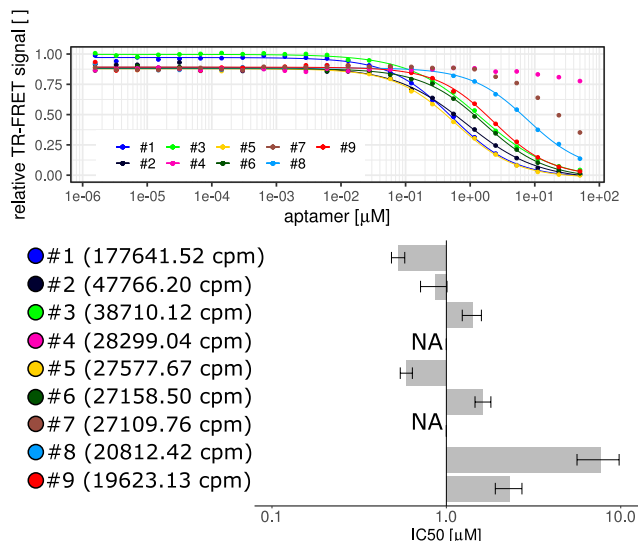 relative TR-FRET signal [ ]
1.00
0.75
0.50
0.25
0.00
#1 #3 #5 #7 #9
#2 #4 #6 #8
1e-06 1e-05 1e-04 1e-03 1e-02 1e-01 1e+00 1e+01 1e+02
aptamer [µM]
#1 (177641.52 cpm)
#2 (47766.20 cpm)
#3 (38710.12 cpm)
#4 (28299.04 cpm)
NA
#5 (27577.67 cpm)
#6 (27158.50 cpm)
#7 (27109.76 cpm)
NA
#8 (20812.42 cpm)
#9 (19623.13 cpm)
0.1 1.0 10.0
IC50 [µM]